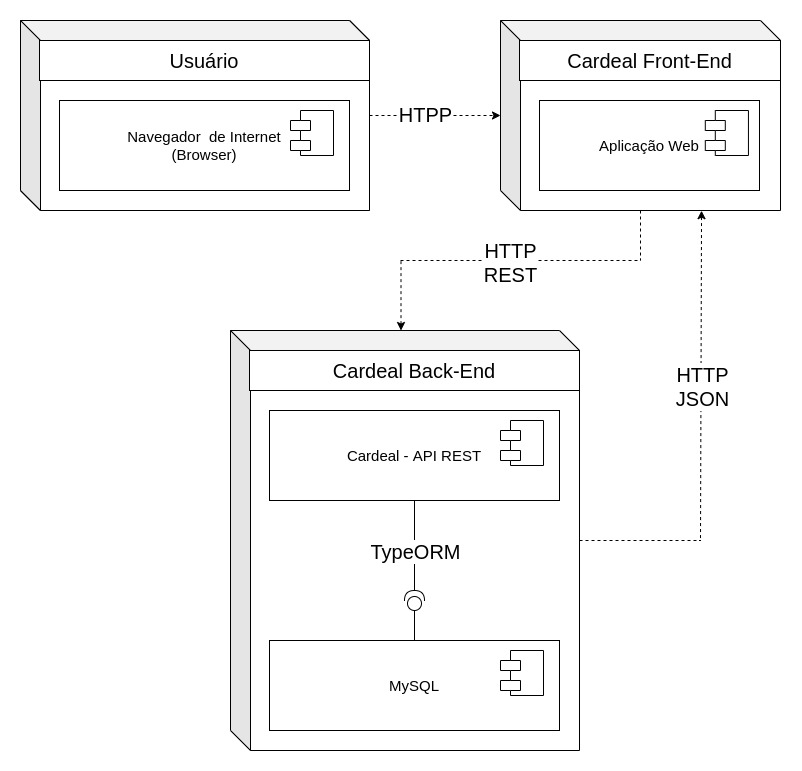 Usuário
Cardeal Front-End
Navegador  de Internet
(Browser)
HTPP
Aplicação Web
HTTP
REST
Cardeal Back-End
HTTP
JSON
Cardeal - API REST
TypeORM
MySQL